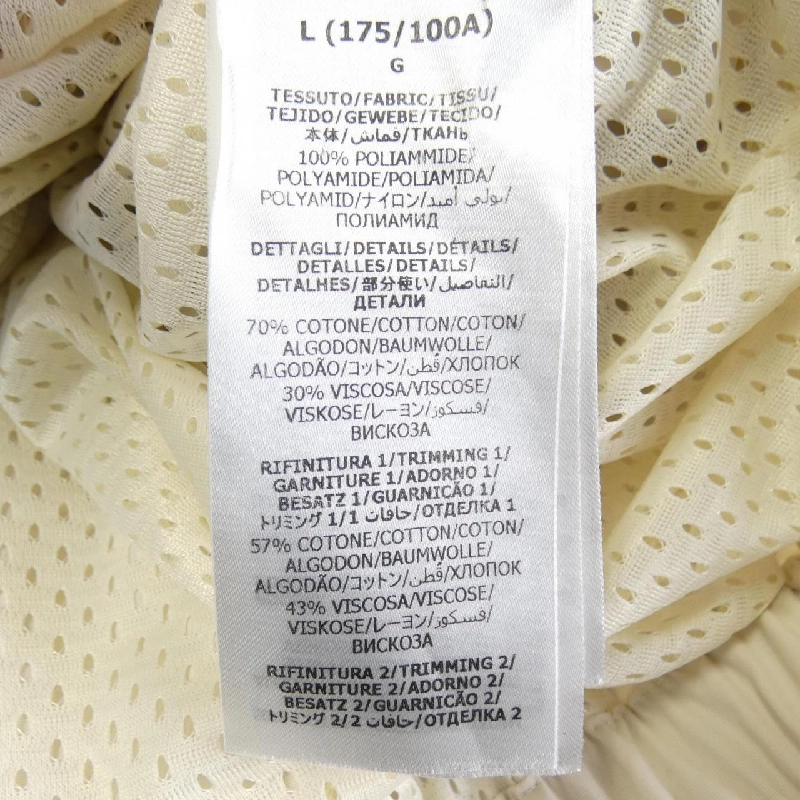 L (175/100A)
G
TESSUTO/FABRIC/TISSU/
TEJIDO/GEWEBE/TECIDO/
本体/قماش/ТКАНЬ
100% POLIAMMIDE/
POLYAMIDE/POLIAMIDA/
POLYAMID/ナイロン/بولي أميد/
ПОЛИАМИД
DETTAGLI/DETAILS/DÉTAILS/
DETALLES/DETAILS/
DETALHES/部分使い/التفاصيل/
ДЕТАЛИ
70% COTONE/COTTON/COTON/
ALGODON/BAUMWOLLE/
ALGODÃO/コットン/قُطن/ХЛОПОК
30% VISCOSA/VISCOSE/
VISKOSE/レーヨン/فسكوز/
ВИСКОЗА
RIFINITURA 1/TRIMMING 1/
GARNITURE 1/ADORNO 1/
BESATZ 1/GUARNICÃO 1/
トリミング 1/1 حافات/ОТДЕЛКА 1
57% COTONE/COTTON/COTON/
ALGODON/BAUMWOLLE/
ALGODÃO/コットン/قُطن/ХЛОПОК
43% VISCOSA/VISCOSE/
VISKOSE/レーヨン/فسكوز/
ВИСКОЗА
RIFINITURA 2/TRIMMING 2/
GARNITURE 2/ADORNO 2/
BESATZ 2/GUARNICÃO 2/
トリミング 2/2 حافات/ОТДЕЛКА 2